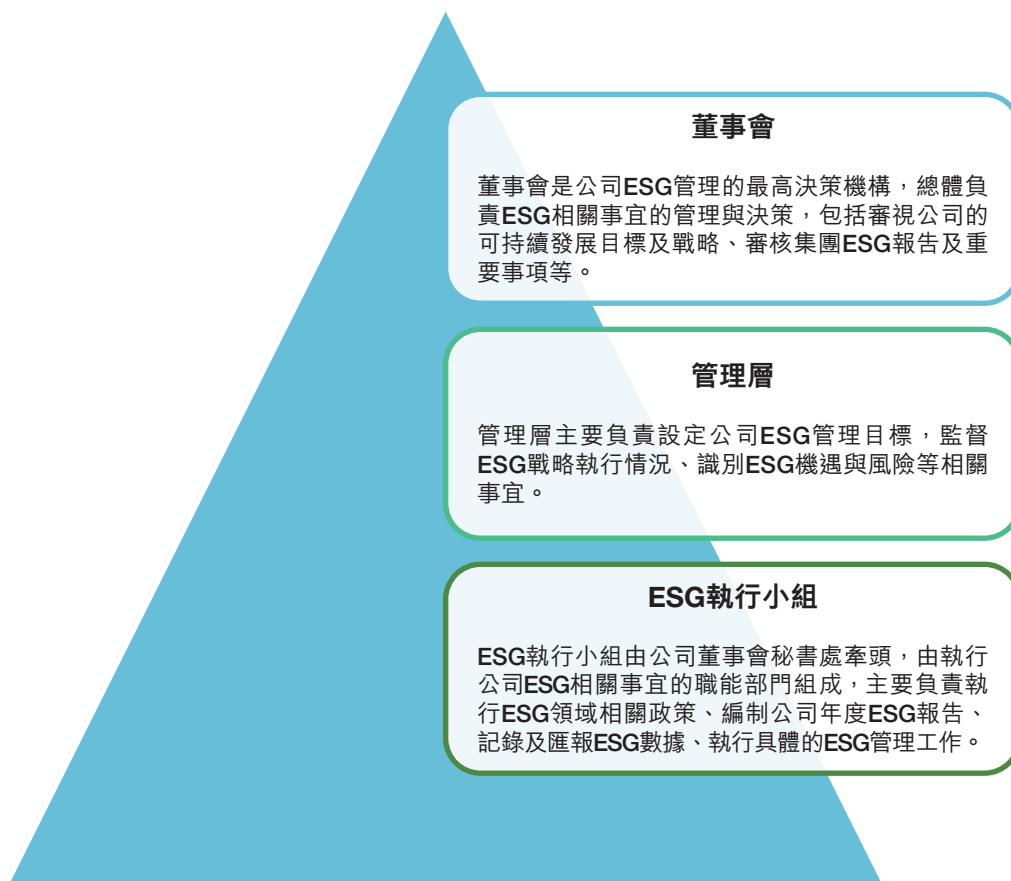 董事會
董事會是公司ESG管理的最高決策機構，總體負
責ESG相關事宜的管理與決策，包括審視公司的
可持續發展目標及戰略、審核集團ESG報告及重
要事項等。
管理層
管理層主要負責設定公司ESG管理目標，監督
ESG戰略執行情況、識別ESG機遇與風險等相關
事宜。
ESG執行小組
ESG執行小組由公司董事會秘書處牽頭，由執行
公司ESG相關事宜的職能部門組成，主要負責執
行ESG領域相關政策、編制公司年度ESG報告、
記錄及匯報ESG數據、執行具體的ESG管理工作。